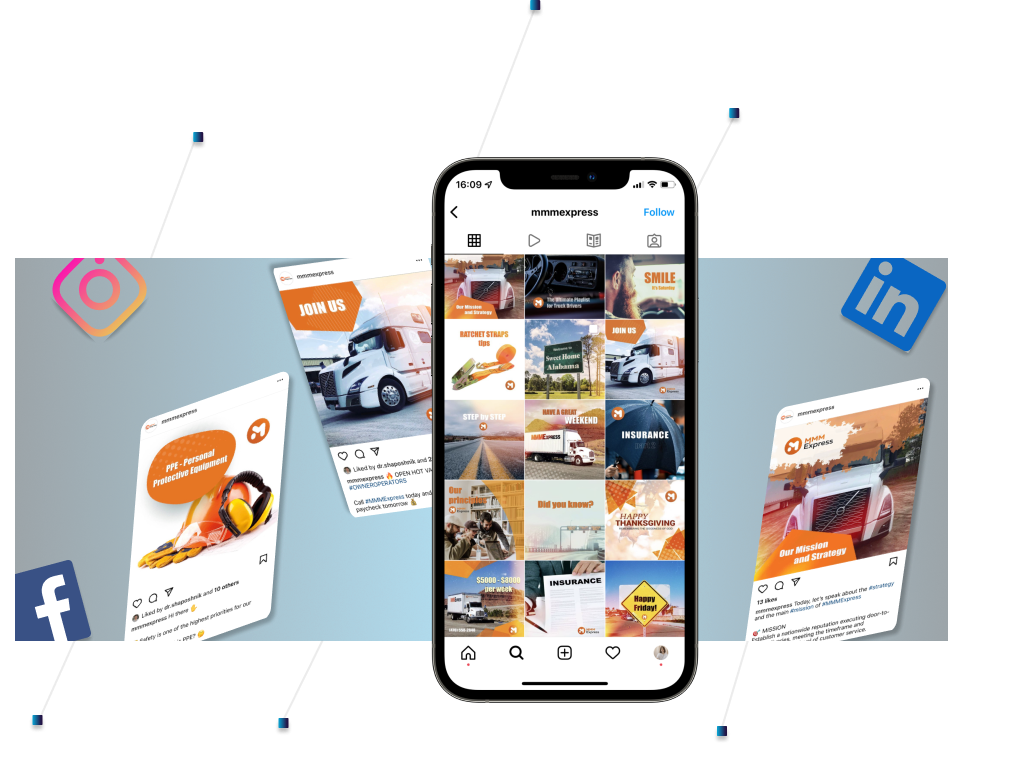 mmmexpress
JOIN US
Liked by dr.shaposhnik and 2
mmmexpress 🔥 OPEN HOT VA
#OWNEROPERATORS
Call #MMMExpress today and
paycheck tomorrow 💰
mmmexpress
PPE - Personal
Protective Equipment
Liked by dr.shaposhnik and 10 others
mmmexpress Hi there ✋
Safety is one of the highest priorities for our
PPE? 😊
f
16:09
mmmexpress
Follow
Our Mission
and Strategy
The Ultimate Playlist
for Truck Drivers
SMILE
It's Saturday
RATCHET STRAPS
tips
Welcome to
Sweet Home
Alabama
JOIN US
STEP by STEP
HAVE A GREAT
WEEKEND
MMMExpress
INSURANCE
Our
principles
Did you know?
HAPPY
THANKSGIVING
$5000 - $8000
per week
INSURANCE
Happy
Friday!
in
mmmexpress
MMM
Express
Our Mission
and Strategy
13 likes
mmmexpress Today, let's speak about the #strategy
and the main #mission of #MMMExpress
🎯 MISSION
Establish a nationwide reputation executing door-to-
ries, meeting the timeframe and
l of customer service.